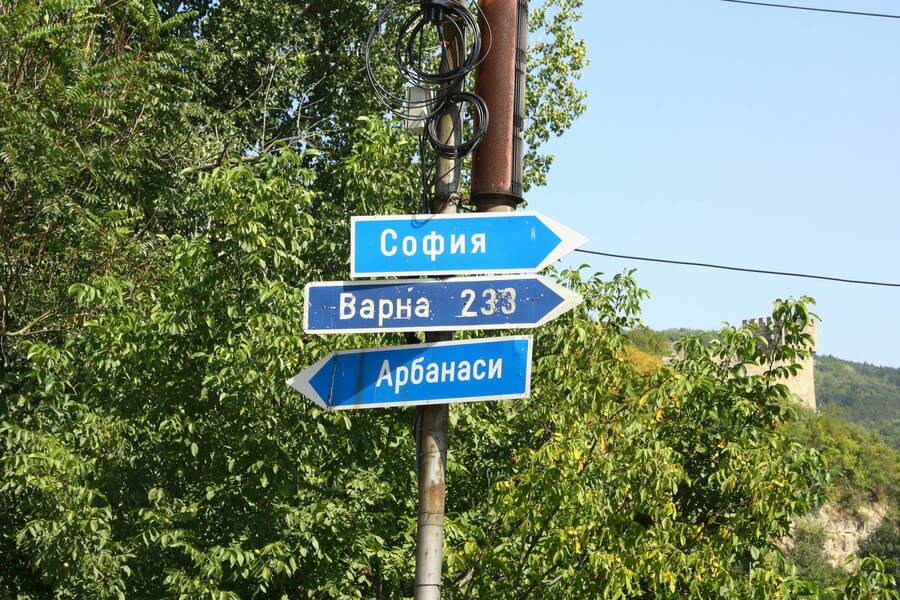 София
Варна 233
Арбанаси